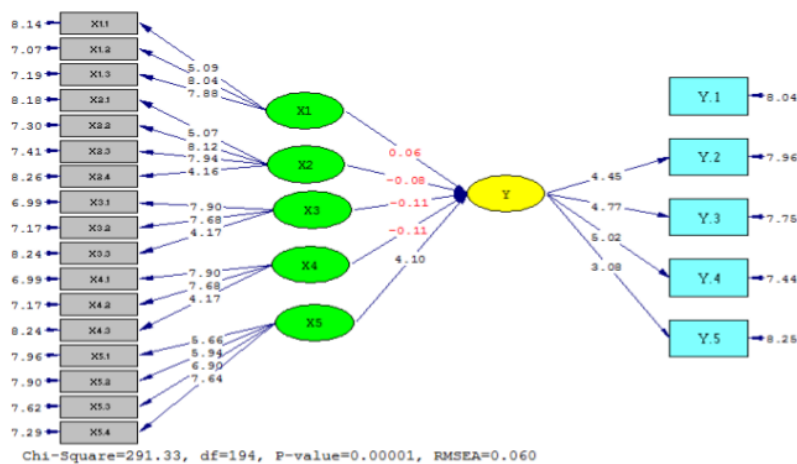 8.14 X1.1
7.07 X1.2
7.19 X1.3
8.18 X2.1
7.30 X2.2
7.41 X2.3
8.26 X2.4
6.99 X3.1
7.17 X3.2
8.24 X3.3
6.99 X4.1
7.17 X4.2
8.24 X4.3
7.96 X5.1
7.90 X5.2
7.62 X5.3
7.29 X5.4
5.09
8.04
7.88
5.07
8.12
7.94
4.16
7.90
7.68
4.17
7.90
7.68
4.17
5.66
5.94
6.90
7.64
X1
X2
X3
X4
X5
0.06
-0.08
-0.11
-0.11
4.10
Y
4.45
4.77
5.02
3.08
Y.1 8.04
Y.2 7.96
Y.3 7.75
Y.4 7.44
Y.5 8.25
Chi-Square=291.33, df=194, P-value=0.00001, RMSEA=0.060